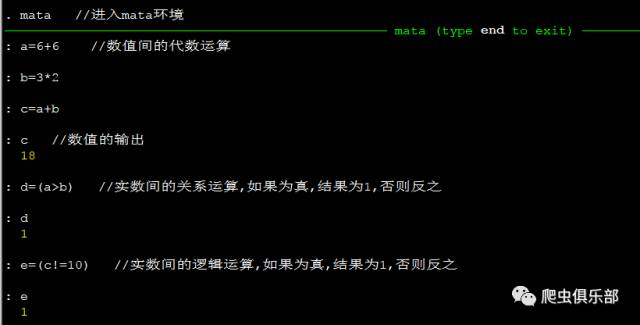 . mata   //进入mata环境
mata (type end to exit)
: a=6+6    //数值间的代数运算
: b=3*2
: c=a+b
: c   //数值的输出
18
: d=(a>b)   //实数间的关系运算,如果为真,结果为1,否则反之
: d
1
: e=(c!=10)   //实数间的逻辑运算,如果为真,结果为1,否则反之
: e
1
爬虫俱乐部